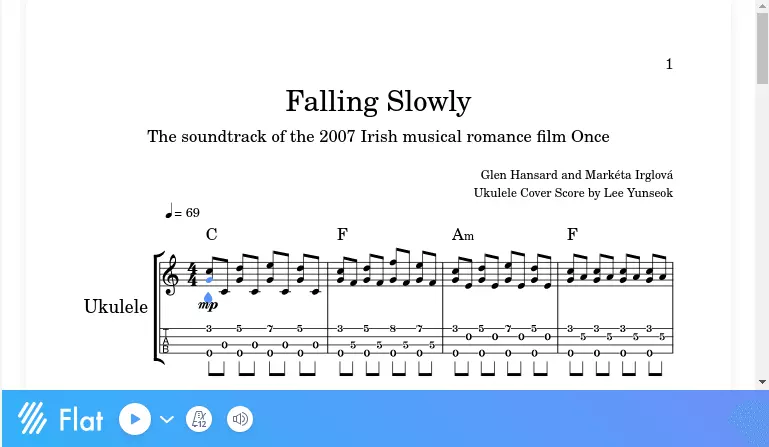 1
Falling Slowly
The soundtrack of the 2007 Irish musical romance film Once
Glen Hansard and Markéta Irglová
Ukulele Cover Score by Lee Yunseok
♩= 69
C F Am F
4
4
Ukulele
mp
3 5 7 5 3 5 8 7 3 5 7 5 3 3 3 3
5 5 5 5 5 5 5 5
0 0 0 0 0 0 0 0
0 0 0 0 0 0 0 0 0 0 0 0 0 0 0 0
T
A
B
Flat
12